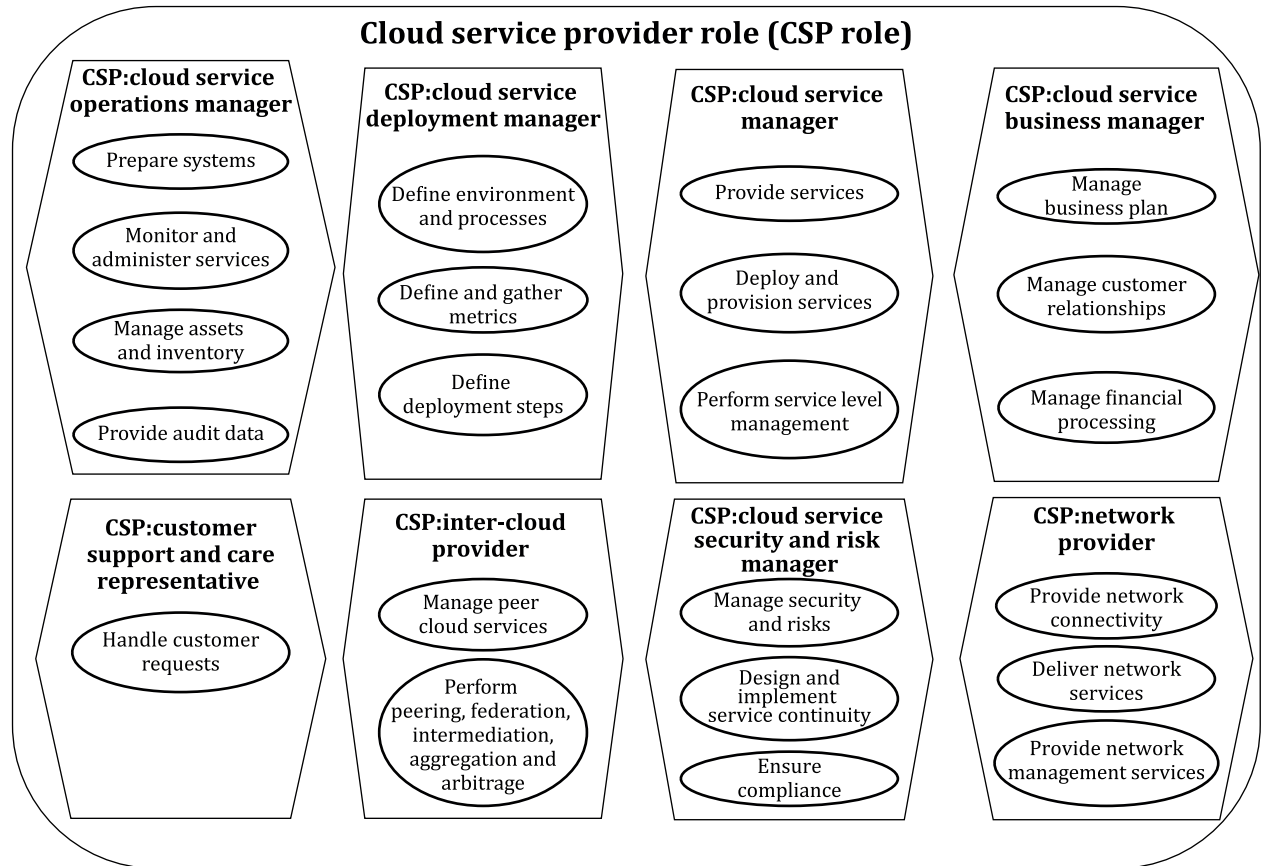 Cloud service provider role (CSP role)
CSP:cloud service
operations manager
Prepare systems
Monitor and
administer services
Manage assets
and inventory
Provide audit data
CSP:cloud service
deployment manager
Define environment
and processes
Define and gather
metrics
Define
deployment steps
CSP:cloud service
manager
Provide services
Deploy and
provision services
Perform service level
management
CSP:cloud service
business manager
Manage
business plan
Manage customer
relationships
Manage financial
processing
CSP:customer
support and care
representative
Handle customer
requests
CSP:inter-cloud
provider
Manage peer
cloud services
Perform
peering, federation,
intermediation,
aggregation and
arbitrage
CSP:cloud service
security and risk
manager
Manage security
and risks
Design and
implement
service continuity
Ensure
compliance
CSP:network
provider
Provide network
connectivity
Deliver network
services
Provide network
management services